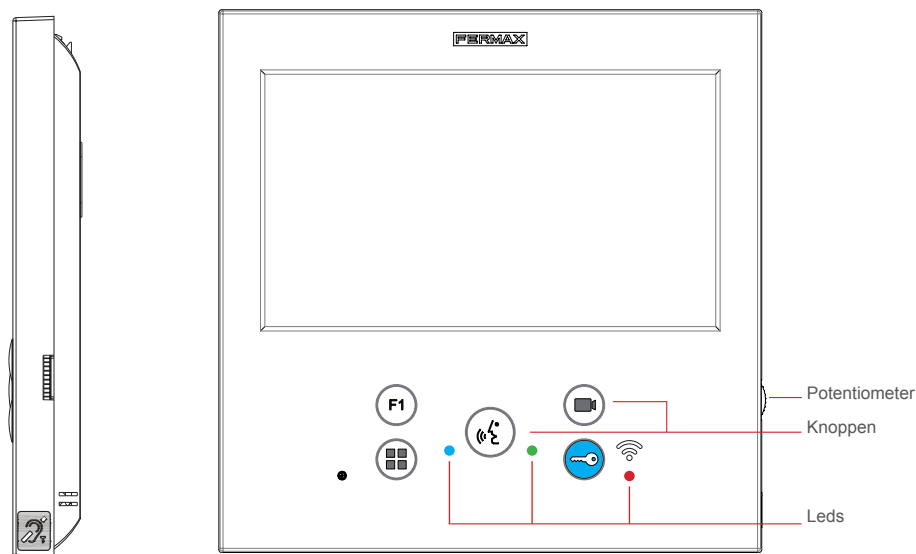 FERMAX
F1
Potentiometer
Knoppen
Leds
T